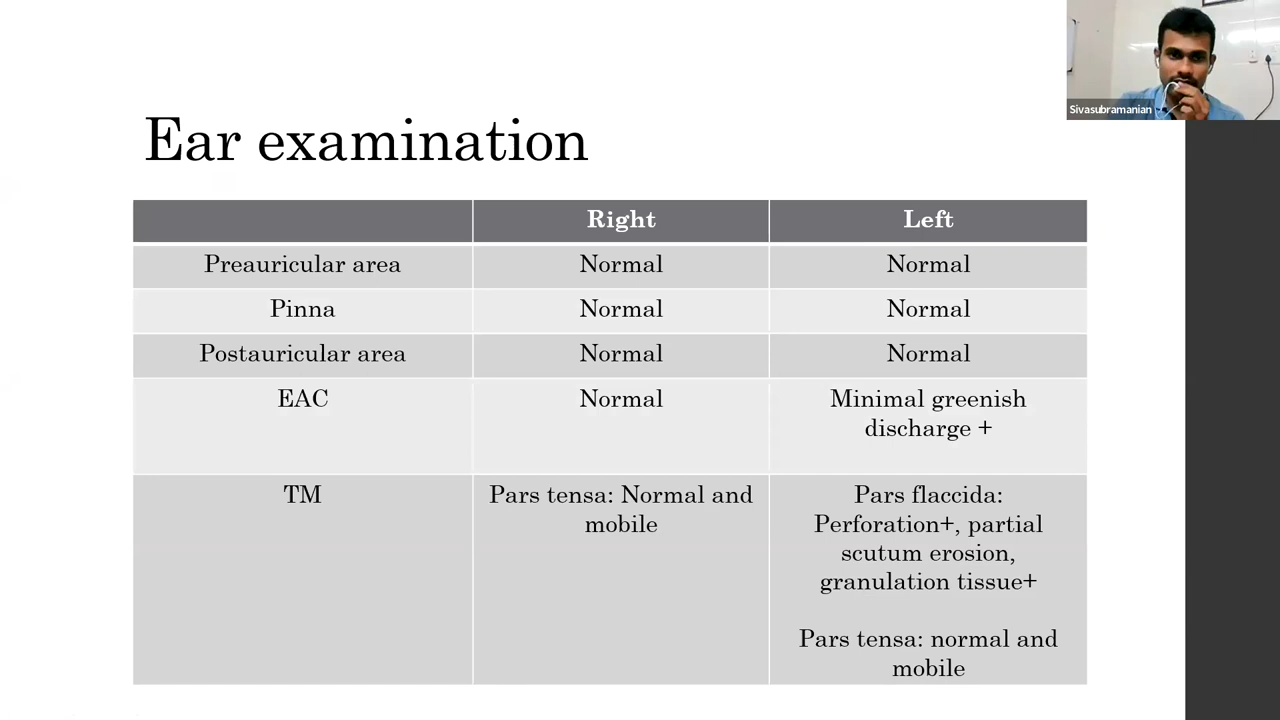 Sivasubramanian
Ear examination
Right Left
Preauricular area Normal Normal
Pinna Normal Normal
Postauricular area Normal Normal
EAC Normal Minimal greenish
discharge +
TM Pars tensa: Normal and Pars flaccida:
mobile Perforation+, partial
scutum erosion,
granulation tissue+
Pars tensa: normal and
mobile